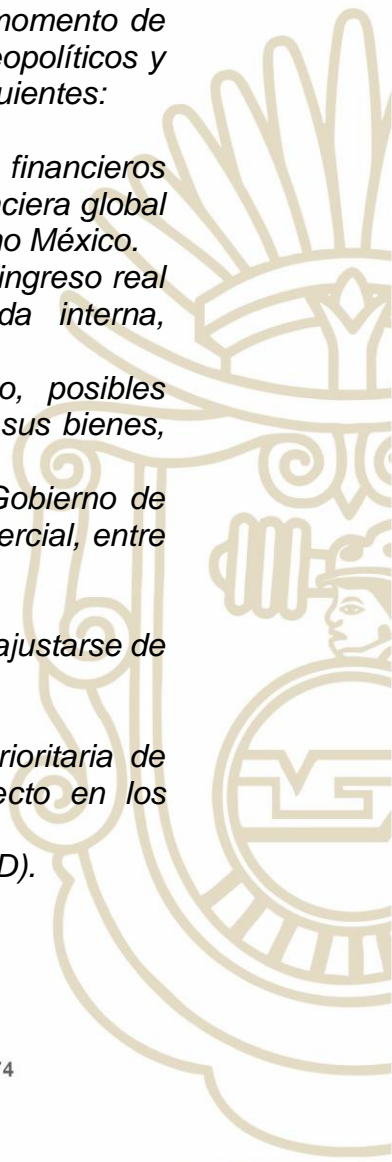 momento de
eopolíticos y
uientes:
financieros
nciera global
no México.
ingreso real
da interna,
o, posibles
sus bienes,
Gobierno de
ercial, entre
ajustarse de
rioritaria de
ecto en los
D).
74